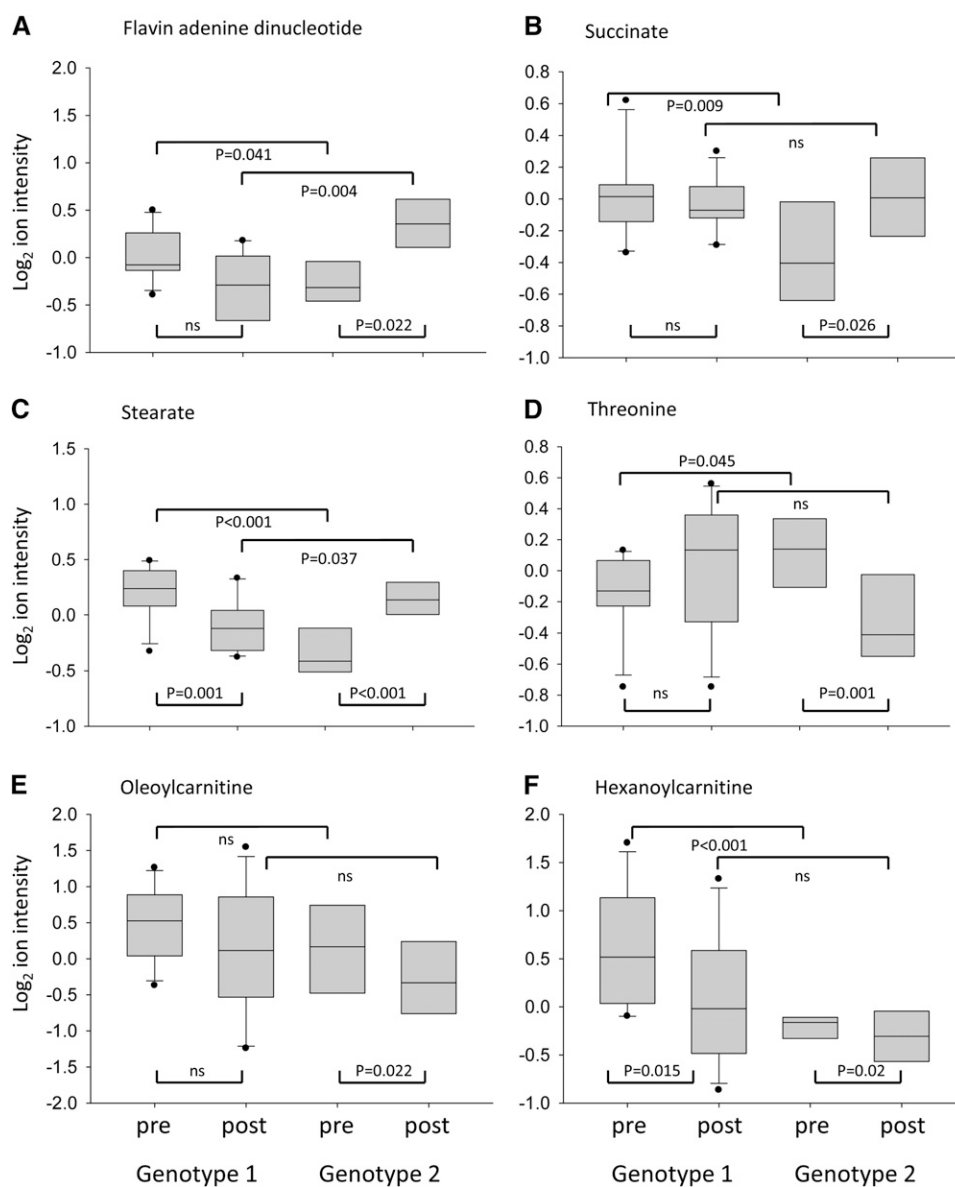 A Flavin adenine dinucleotide
2.0
1.5
1.0
0.5
0.0
-0.5
-1.0
Log2 ion intensity
P=0.041
P=0.004
ns
P=0.022
B Succinate
0.8
0.6
0.4
0.2
0.0
-0.2
-0.4
-0.6
-0.8
-1.0
P=0.009
ns
ns
P=0.026
C Stearate
1.5
1.0
0.5
0.0
-0.5
-1.0
Log2 ion intensity
P<0.001
P=0.037
P=0.001
P<0.001
D Threonine
0.8
0.6
0.4
0.2
0.0
-0.2
-0.4
-0.6
-0.8
-1.0
P=0.045
ns
ns
P=0.001
E Oleoylcarnitine
2.0
1.5
1.0
0.5
0.0
-0.5
-1.0
-1.5
-2.0
Log2 ion intensity
ns
ns
ns
P=0.022
pre post pre post
Genotype 1 Genotype 2
F Hexanoylcarnitine
2.0
1.5
1.0
0.5
0.0
-0.5
-1.0
P<0.001
ns
P=0.015
P=0.02
pre post pre post
Genotype 1 Genotype 2